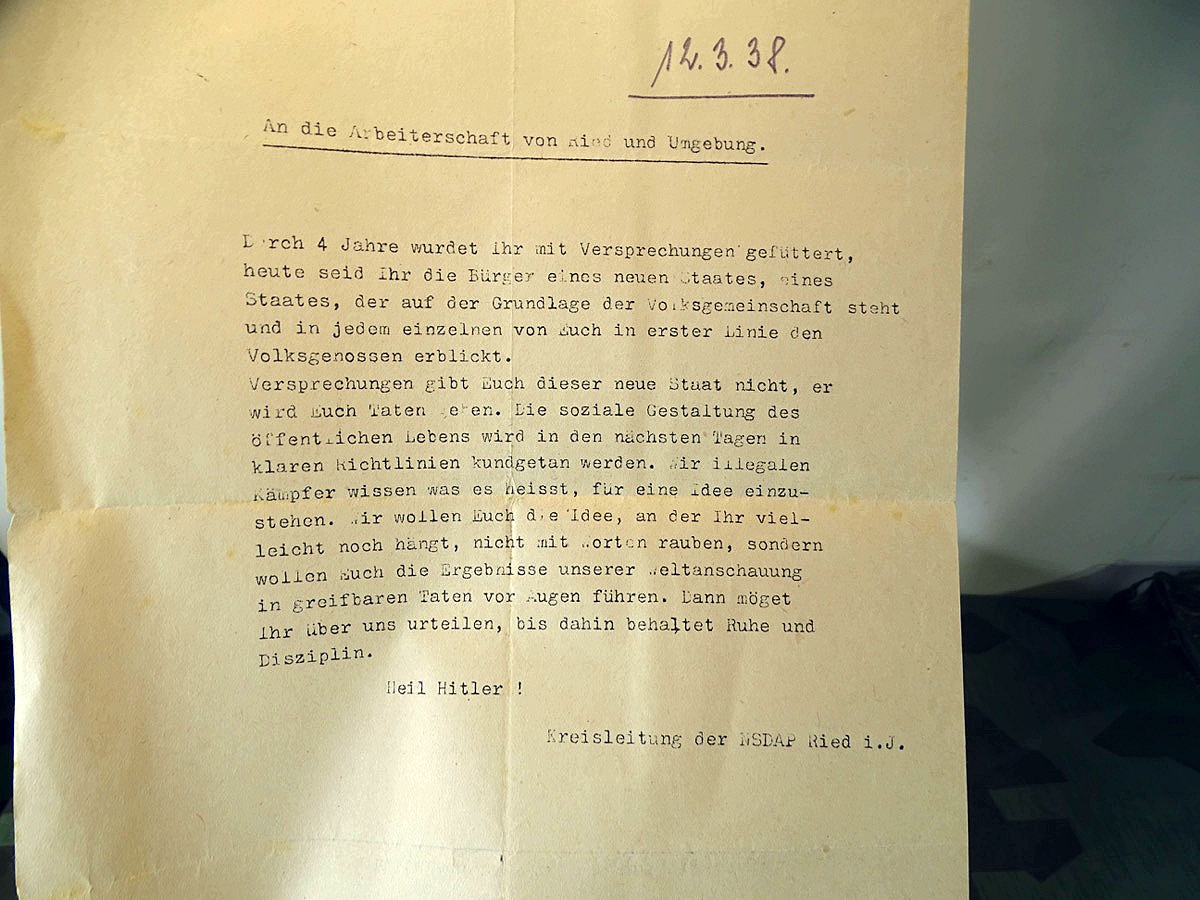 12.3.38.
An die Arbeiterschaft von Ried und Umgebung.
Durch 4 Jahre wurdet Ihr mit Versprechungen gefüttert,
heute seid Ihr die Bürger eines neuen Staates, eines
Staates, der auf der Grundlage der Volksgemeinschaft steht
und in jedem einzelnen von Euch in erster Linie den
Volksgenossen erblickt.
Versprechungen gibt Euch dieser neue Staat nicht, er
wird Euch Taten geben. Die soziale Gestaltung des
öffentlichen Lebens wird in den nächsten Tagen in
klaren Richtlinien kundgetan werden. Wir illegalen
Kämpfer wissen was es heisst, für eine Idee einzu-
stehen. Wir wollen Euch die Idee, an der Ihr viel-
leicht noch hängt, nicht mit Worten rauben, sondern
wollen Euch die Ergebnisse unserer Weltanschauung
in greifbaren Taten vor Augen führen. Dann möget
Ihr über uns urteilen, bis dahin behaltet Ruhe und
Disziplin.
Heil Hitler !
Kreisleitung der NSDAP Ried i.J.